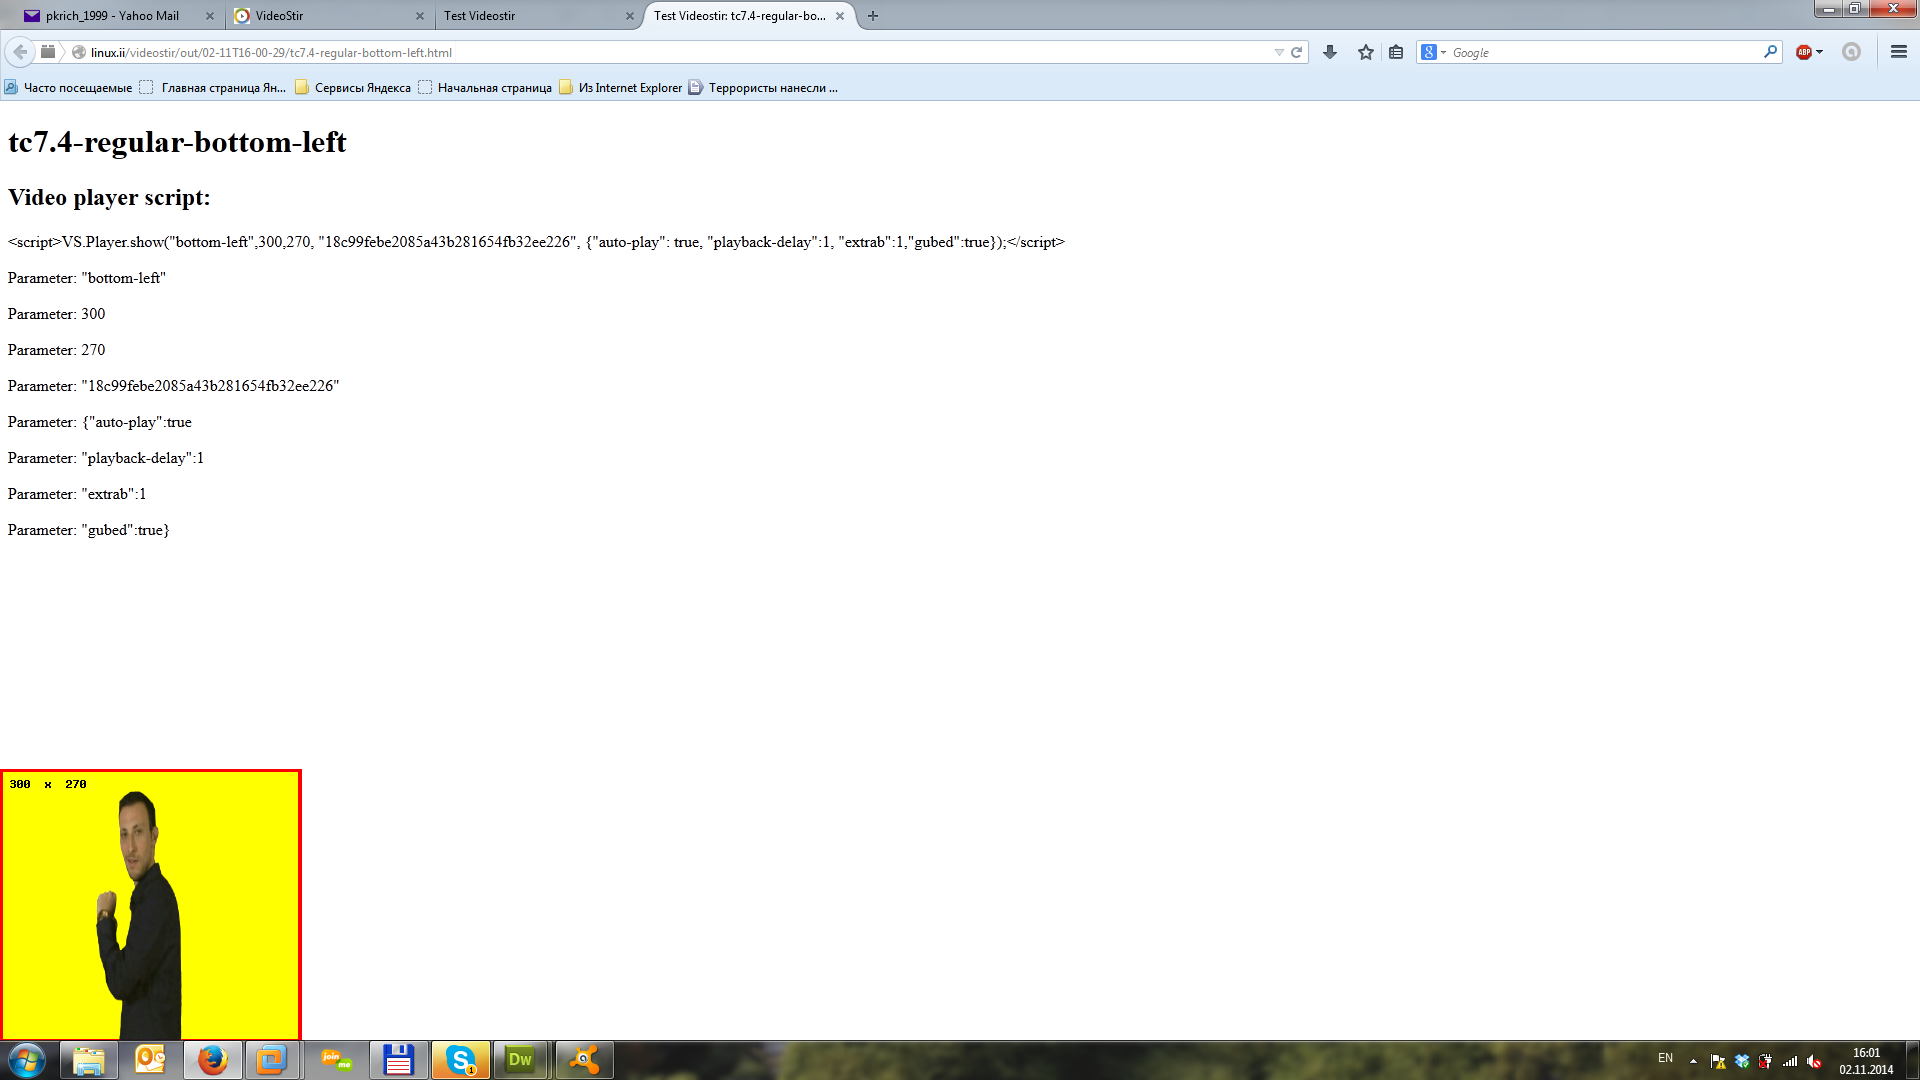 pkrich_1999 - Yahoo Mail
VideoStir
Test Videostir
Test Videostir: tc7.4-regular-bo...
linux.ii/videostir/out/02-11T16-00-29/tc7.4-regular-bottom-left.html
Google
ABP
Часто посещаемые
Главная страница Ян...
Сервисы Яндекса
Начальная страница
Из Internet Explorer
Террористы нанесли ...
tc7.4-regular-bottom-left
Video player script:
<script>VS.Player.show("bottom-left",300,270, "18c99febe2085a43b281654fb32ee226", {"auto-play": true, "playback-delay":1, "extrab":1,"gubed":true});</script>
Parameter: "bottom-left"
Parameter: 300
Parameter: 270
Parameter: "18c99febe2085a43b281654fb32ee226"
Parameter: {"auto-play":true
Parameter: "playback-delay":1
Parameter: "extrab":1
Parameter: "gubed":true}
300 x 270
join me
Dw
EN
16:01
02.11.2014